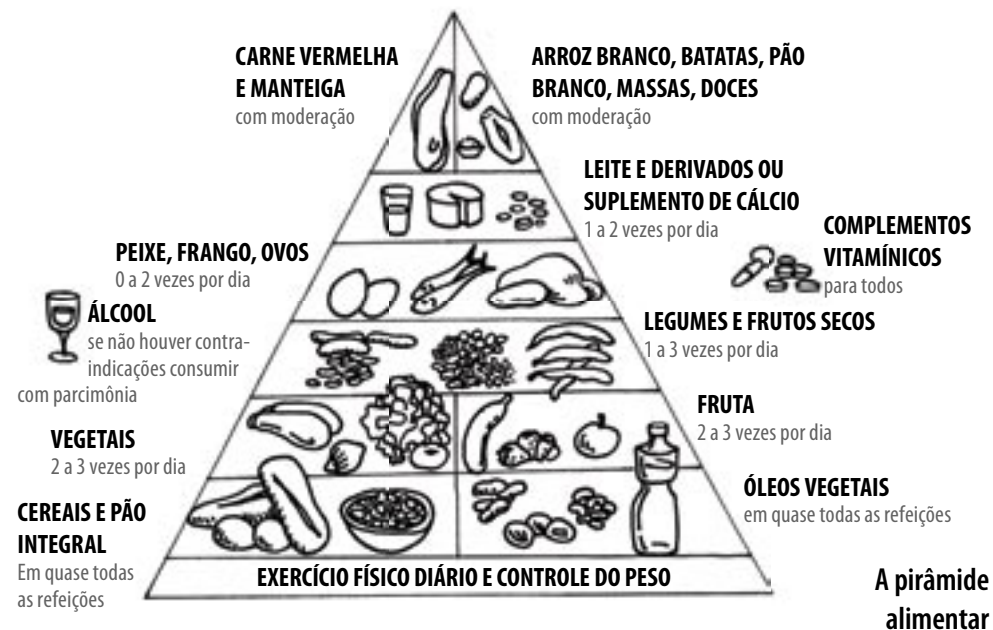 CARNE VERMELHA
E MANTEIGA
com moderação
ARROZ BRANCO, BATATAS, PÃO
BRANCO, MASSAS, DOCES
com moderação
LEITE E DERIVADOS OU
SUPLEMENTO DE CÁLCIO
1 a 2 vezes por dia
COMPLEMENTOS
VITAMÍNICOS
para todos
PEIXE, FRANGO, OVOS
0 a 2 vezes por dia
ÁLCOOL
se não houver contra-
indicações consumir
com parcimônia
LEGUMES E FRUTOS SECOS
1 a 3 vezes por dia
FRUTA
2 a 3 vezes por dia
VEGETAIS
2 a 3 vezes por dia
ÓLEOS VEGETAIS
em quase todas as refeições
CEREAIS E PÃO
INTEGRAL
Em quase todas
as refeições
EXERCÍCIO FÍSICO DIÁRIO E CONTROLE DO PESO
A pirâmide
alimentar